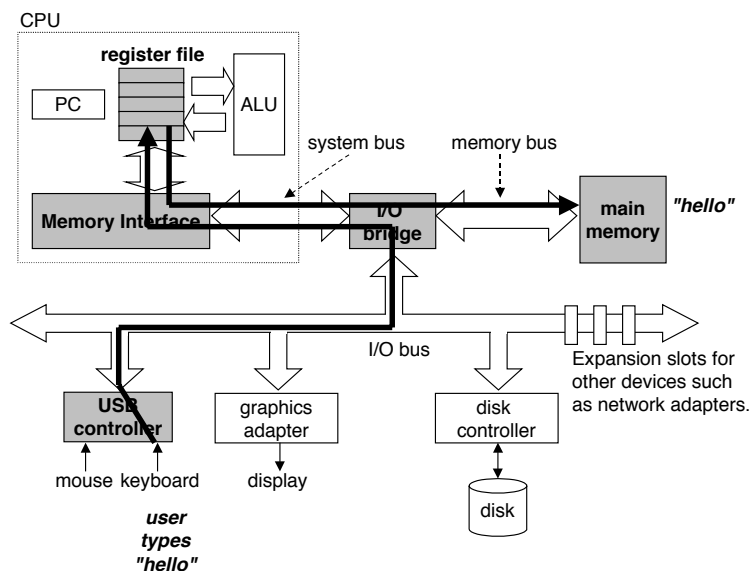 CPU
register file
PC
ALU
system bus
memory bus
Memory Interface
I/O
bridge
main
memory
"hello"
I/O bus
Expansion slots for
other devices such
as network adapters.
USB
controller
graphics
adapter
disk
controller
mouse
keyboard
display
disk
user
types
"hello"